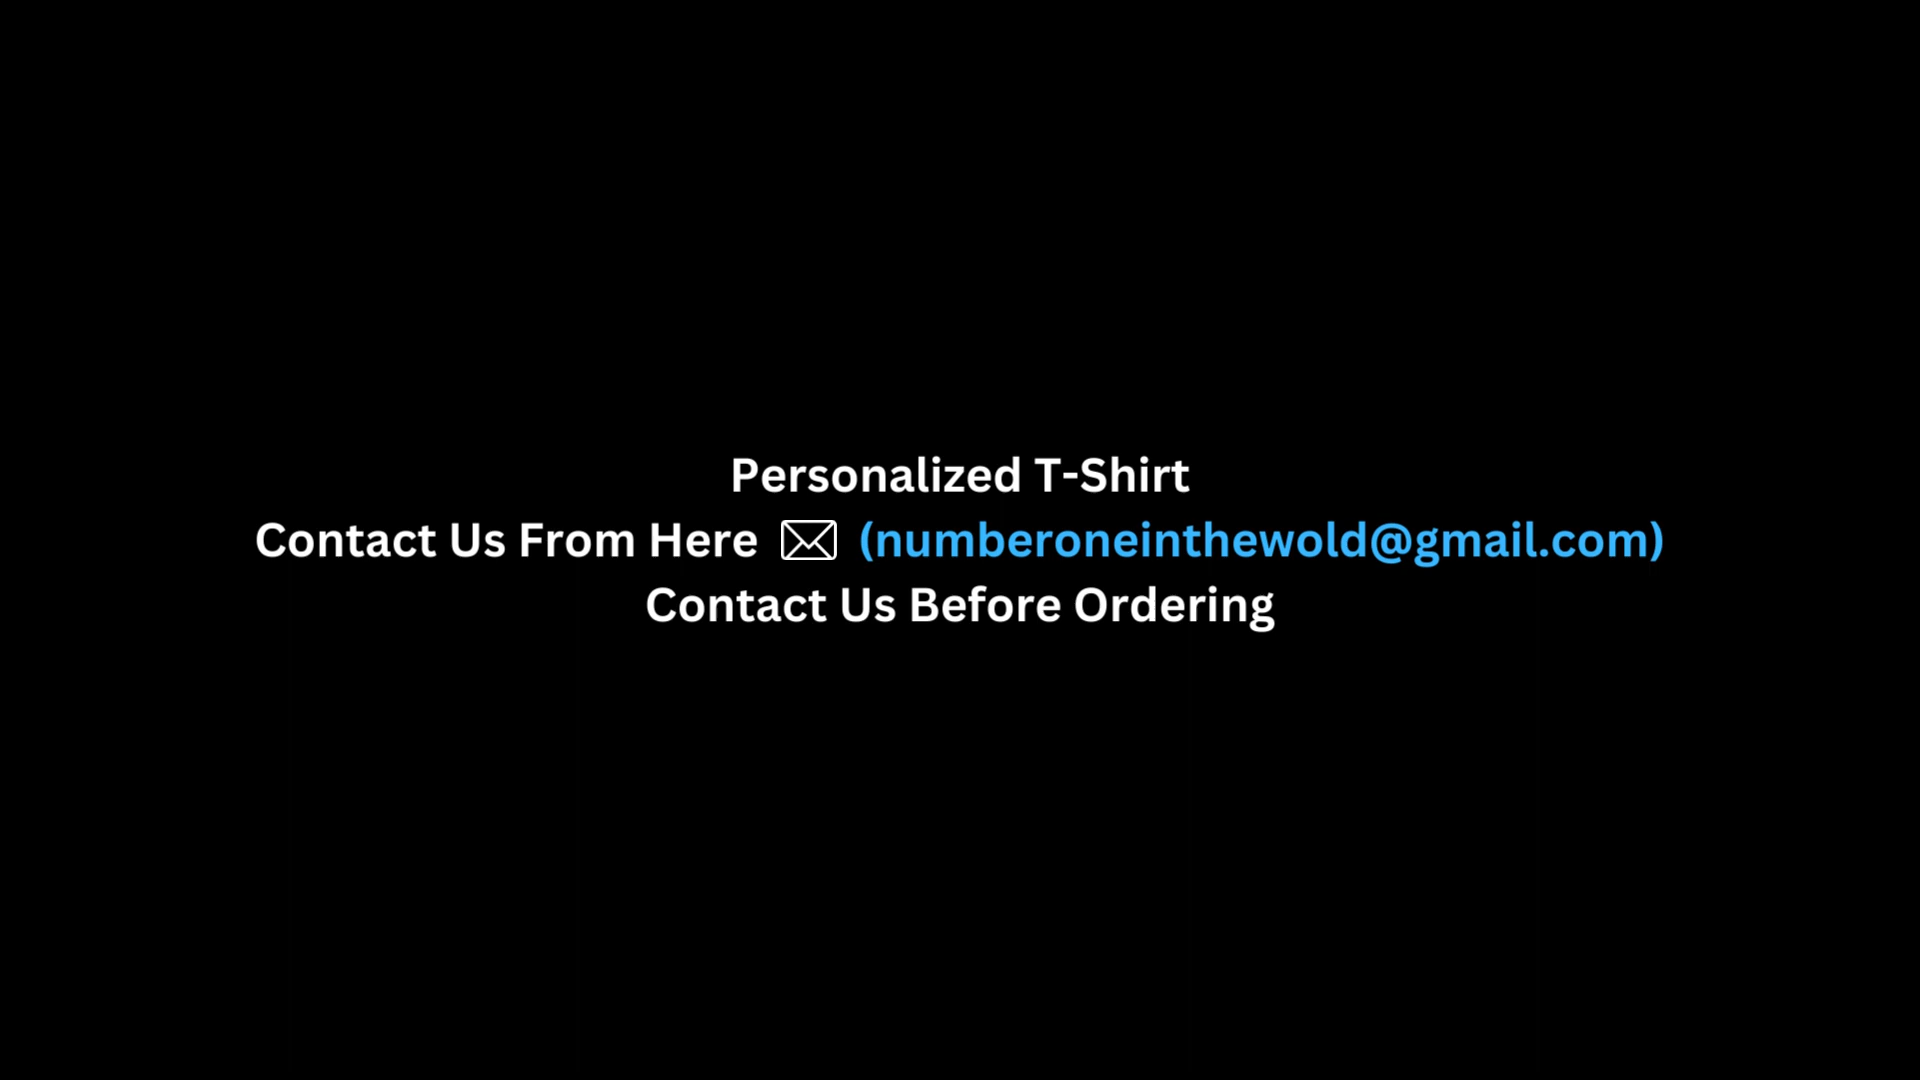 Personalized T-Shirt
Contact Us From Here ✉ (numberoneinthewold@gmail.com)
Contact Us Before Ordering